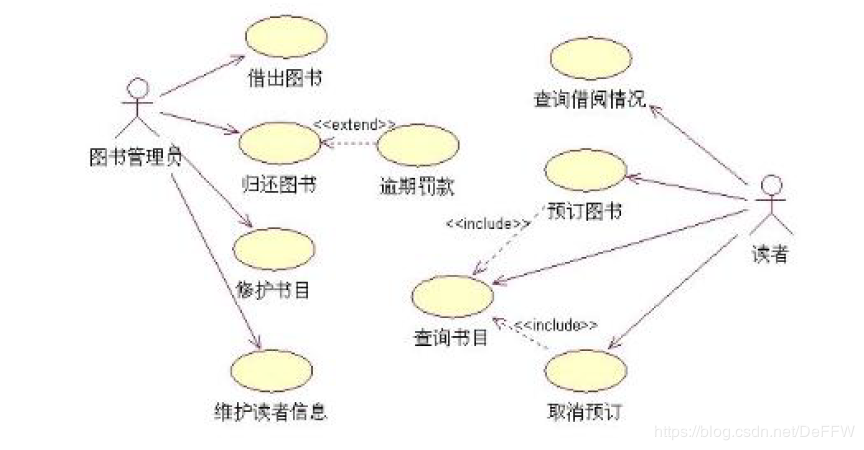 借出图书
查询借阅情况
图书管理员
<<extend>>
归还图书
逾期罚款
预订图书
<<include>>
读者
修护书目
查询书目
<<include>>
维护读者信息
取消预订
https://blog.csdn.net/DeFFW